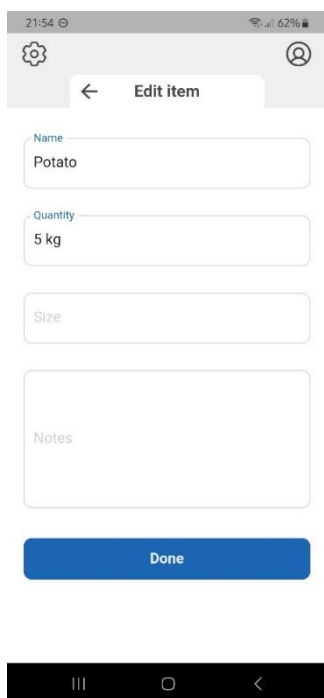 21:54
62%
Edit item
Name
Potato
Quantity
5 kg
Size
Notes
Done